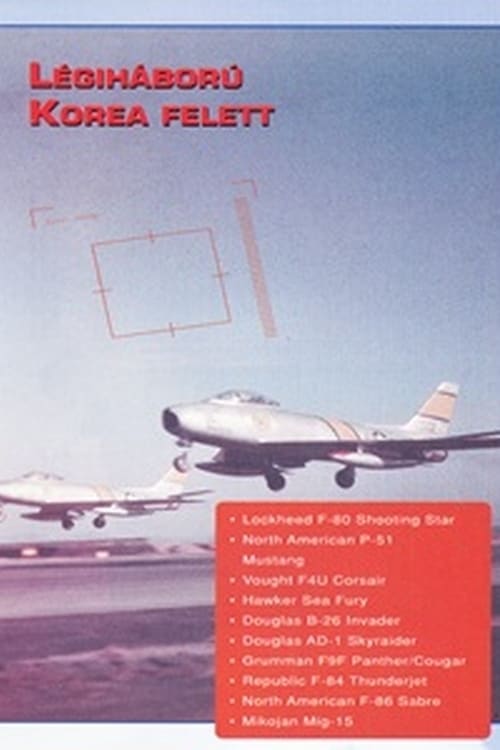 LÉGIHÁBORÚ
KOREA FELETT
• Lockheed F-80 Shooting Star
• North American P-51
Mustang
• Vought F4U Corsair
• Hawker Sea Fury
• Douglas B-26 Invader
• Douglas AD-1 Skyraider
• Grumman F9F Panther/Cougar
• Republic F-84 Thunderjet
• North American F-86 Sabre
• Mikojan Mig-15